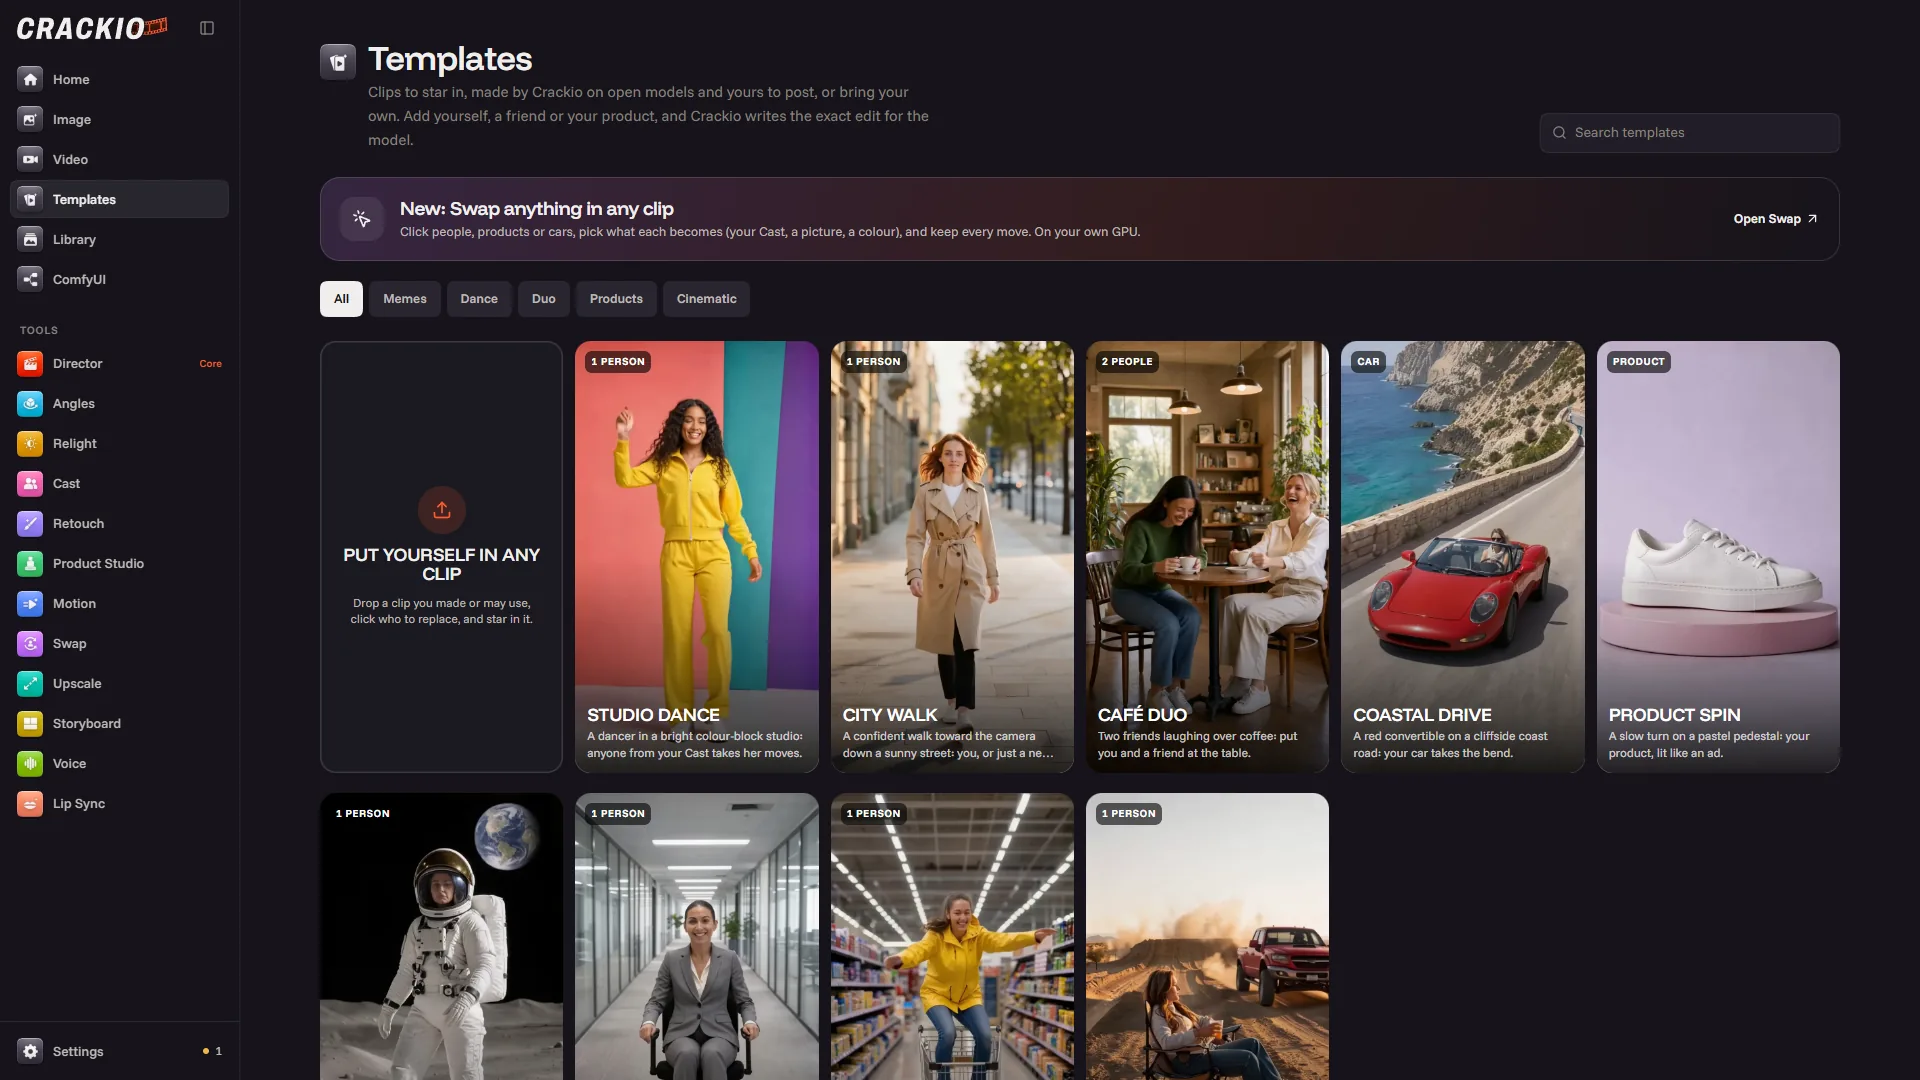 CRACKIO
Home
Image
Video
Templates
Library
ComfyUI
TOOLS
Director
Core
Angles
Relight
Cast
Retouch
Product Studio
Motion
Swap
Upscale
Storyboard
Voice
Lip Sync
Settings
1
Templates
Clips to star in, made by Crackio on open models and yours to post, or bring your
own. Add yourself, a friend or your product, and Crackio writes the exact edit for the
model.
Search templates
New: Swap anything in any clip
Click people, products or cars, pick what each becomes (your Cast, a picture, a colour), and keep every move. On your own GPU.
Open Swap
All
Memes
Dance
Duo
Products
Cinematic
PUT YOURSELF IN ANY
CLIP
Drop a clip you made or may use,
click who to replace, and star in it.
1 PERSON
STUDIO DANCE
A dancer in a bright colour-block studio:
anyone from your Cast takes her moves.
1 PERSON
CITY WALK
A confident walk toward the camera
down a sunny street: you, or just a ne...
2 PEOPLE
CAFÉ DUO
Two friends laughing over coffee: put
you and a friend at the table.
CAR
COASTAL DRIVE
A red convertible on a cliffside coast
road: your car takes the bend.
PRODUCT
PRODUCT SPIN
A slow turn on a pastel pedestal: your
product, lit like an ad.
1 PERSON
1 PERSON
1 PERSON
1 PERSON